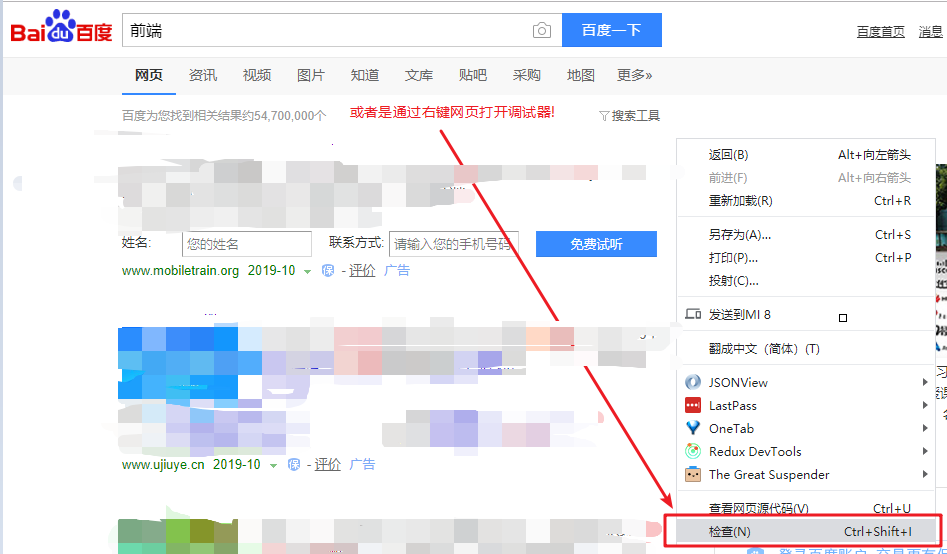 Bai du 百度
前端
百度一下
百度首页 消息
网页 资讯 视频 图片 知道 文库 贴吧 采购 地图 更多»
百度为您找到相关结果约54,700,000个
或者是通过右键网页打开调试器!
搜索工具
返回(B) Alt+向左箭头
前进(F) Alt+向右箭头
重新加载(R) Ctrl+R
另存为(A)... Ctrl+S
打印(P)... Ctrl+P
投射(C)...
发送到MI 8
翻成中文（简体）(T)
JSONView
LastPass
OneTab
Redux DevTools
The Great Suspender
查看网页源代码(V) Ctrl+U
检查(N) Ctrl+Shift+I
姓名: 您的姓名 联系方式: 请输入您的手机号码 免费试听
www.mobiletrain.org 2019-10 保 - 评价 广告
www.ujiuye.cn 2019-10 保 - 评价 广告